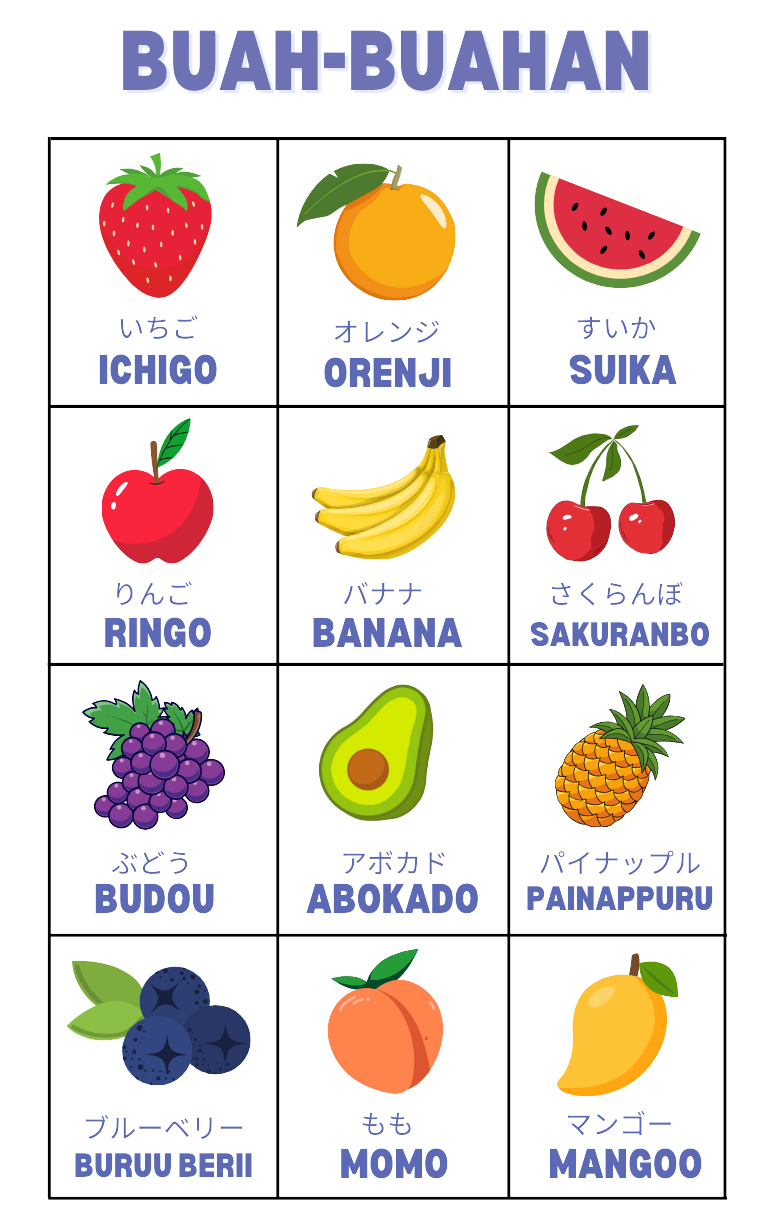 BUAH-BUAHAN
いちご
ICHIGO
オレンジ
ORENJI
すいか
SUIKA
りんご
RINGO
バナナ
BANANA
さくらんぼ
SAKURANBO
ぶどう
BUDOU
アボカド
ABOKADO
パイナップル
PAINAPPURU
ブルーベリー
BURUU BERII
もも
MOMO
マンゴー
MANGOO